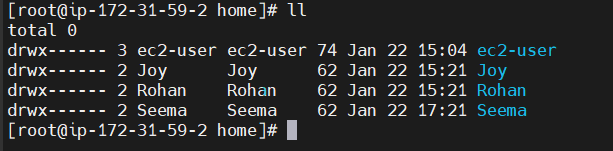 [root@ip-172-31-59-2 home]# ll
total 0
drwx------ 3 ec2-user ec2-user 74 Jan 22 15:04 ec2-user
drwx------ 2 Joy      Joy      62 Jan 22 15:21 Joy
drwx------ 2 Rohan    Rohan    62 Jan 22 15:21 Rohan
drwx------ 2 Seema    Seema    62 Jan 22 17:21 Seema
[root@ip-172-31-59-2 home]#